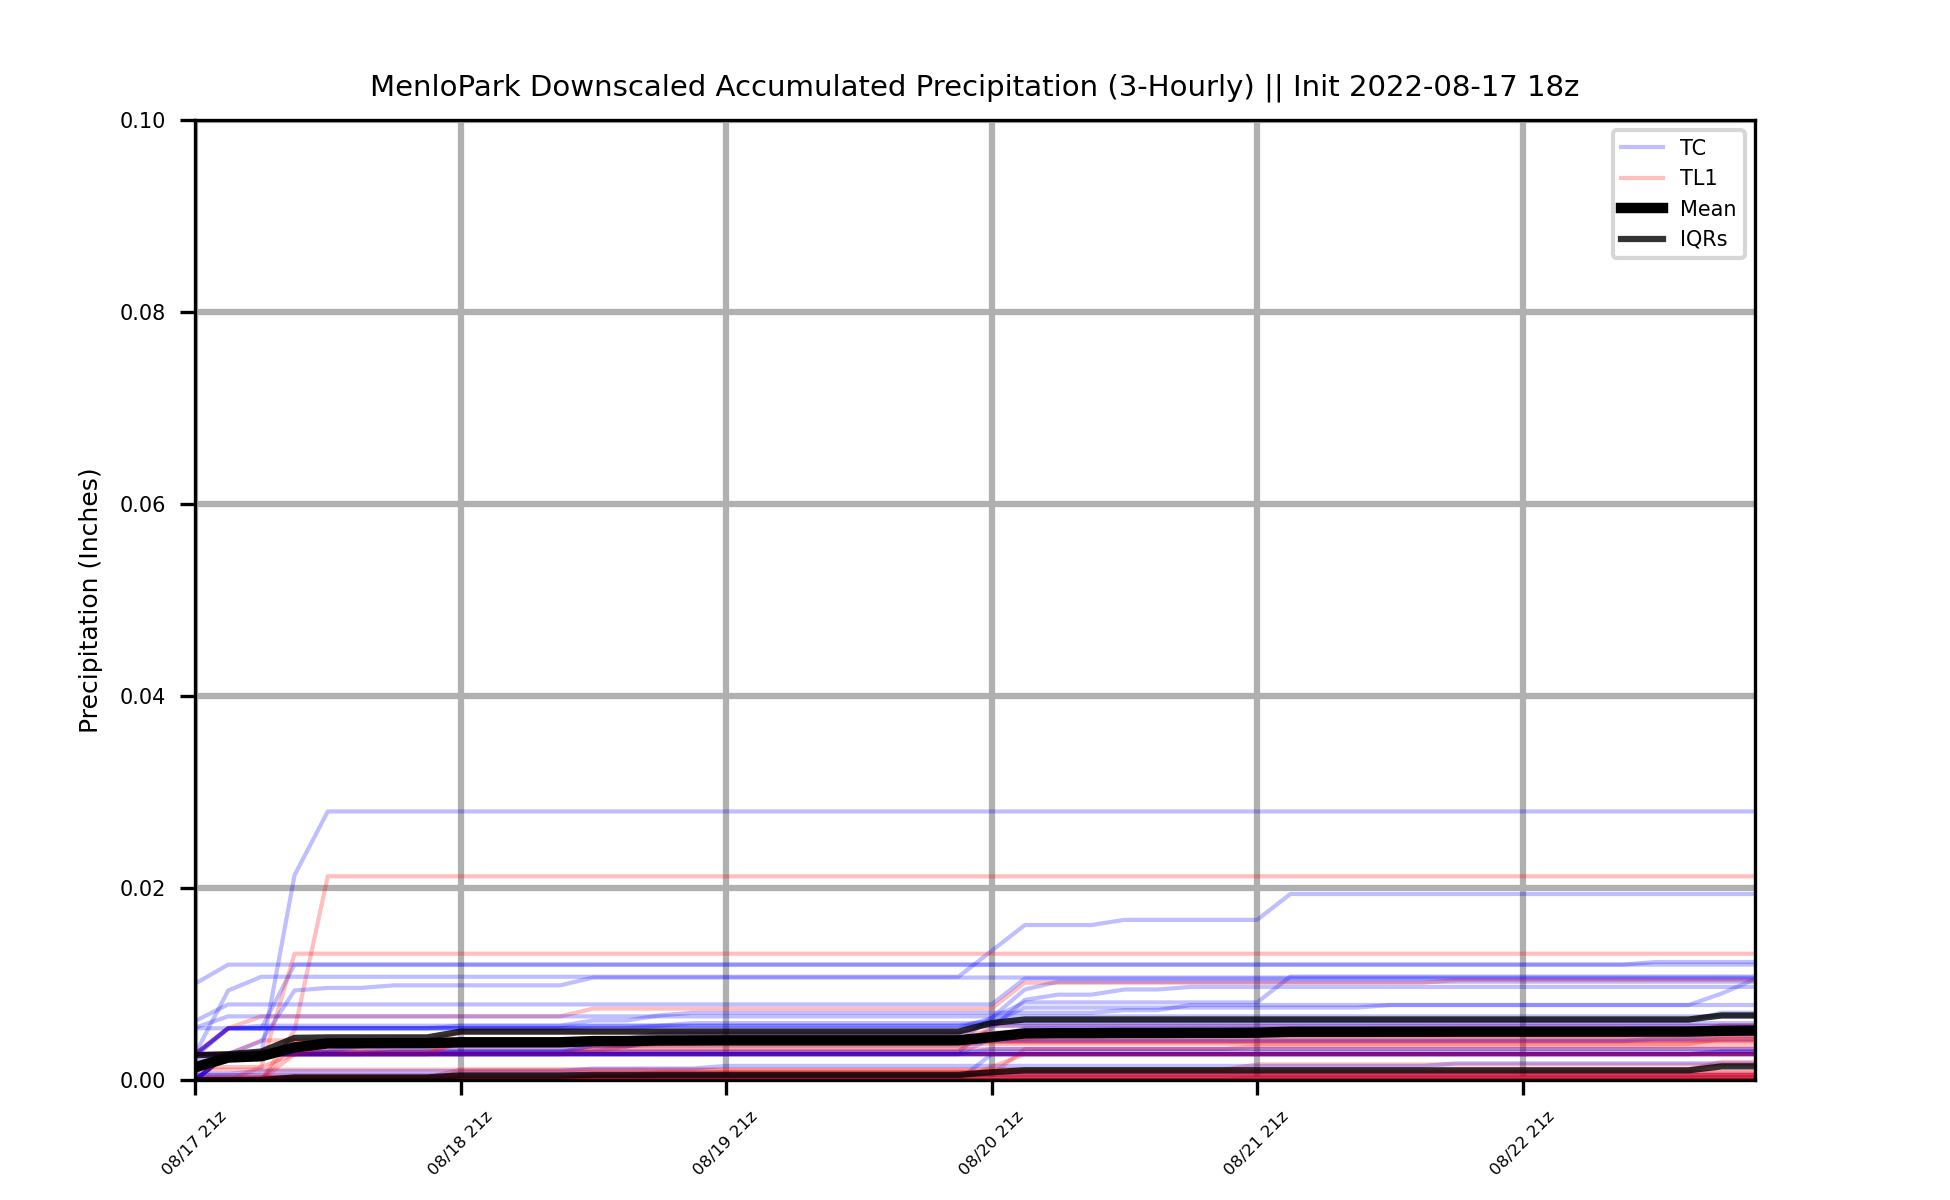 MenloPark Downscaled Accumulated Precipitation (3-Hourly) || Init 2022-08-17 18z
TC
TL1
Mean
IQRs
Precipitation (Inches)
0.10
0.08
0.06
0.04
0.02
0.00
08/17 21z
08/18 21z
08/19 21z
08/20 21z
08/21 21z
08/22 21z